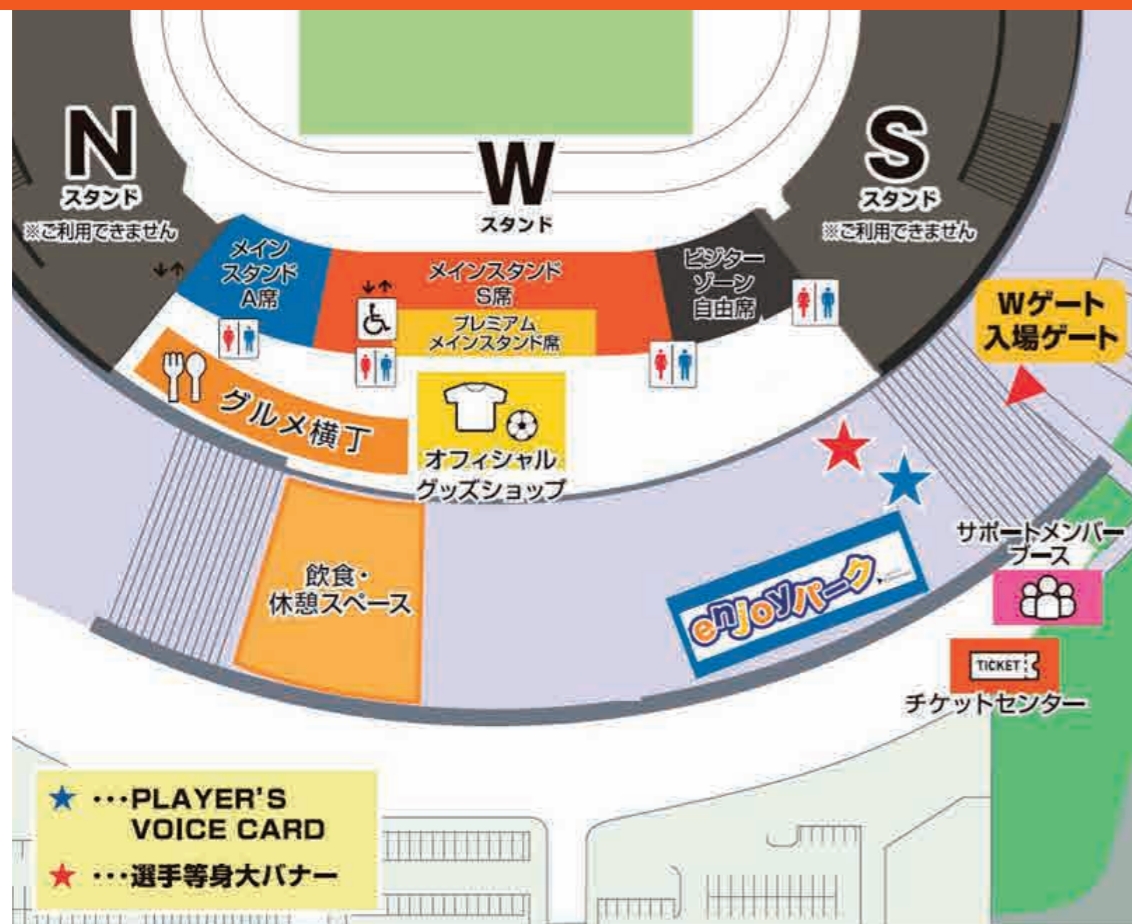 N
スタンド
※ご利用できません
W
スタンド
S
スタンド
※ご利用できません
メイン
スタンド
A席
メインスタンド
S席
プレミアム
メインスタンド席
ビジター
ゾーン
自由席
Wゲート
入場ゲート
グルメ横丁
オフィシャル
グッズショップ
飲食・
休憩スペース
enjoyパーク
サポートメンバー
ブース
TICKET
チケットセンター
★ ・・・PLAYER'S
VOICE CARD
★ ・・・選手等身大バナー